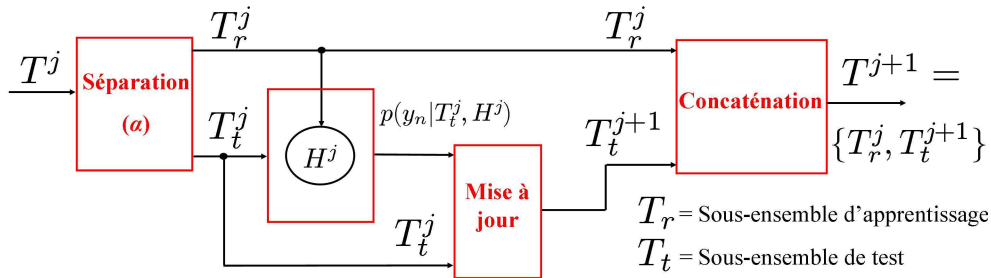 T^j
Séparation
(α)
T_r^j
T_t^j
H^j
p(y_n|T_t^j, H^j)
T_t^j
Mise à
jour
T_r^j
T_t^{j+1}
Concaténation
T^{j+1} =
{T_r^j, T_t^{j+1}}
T_r = Sous-ensemble d’apprentissage
T_t = Sous-ensemble de test